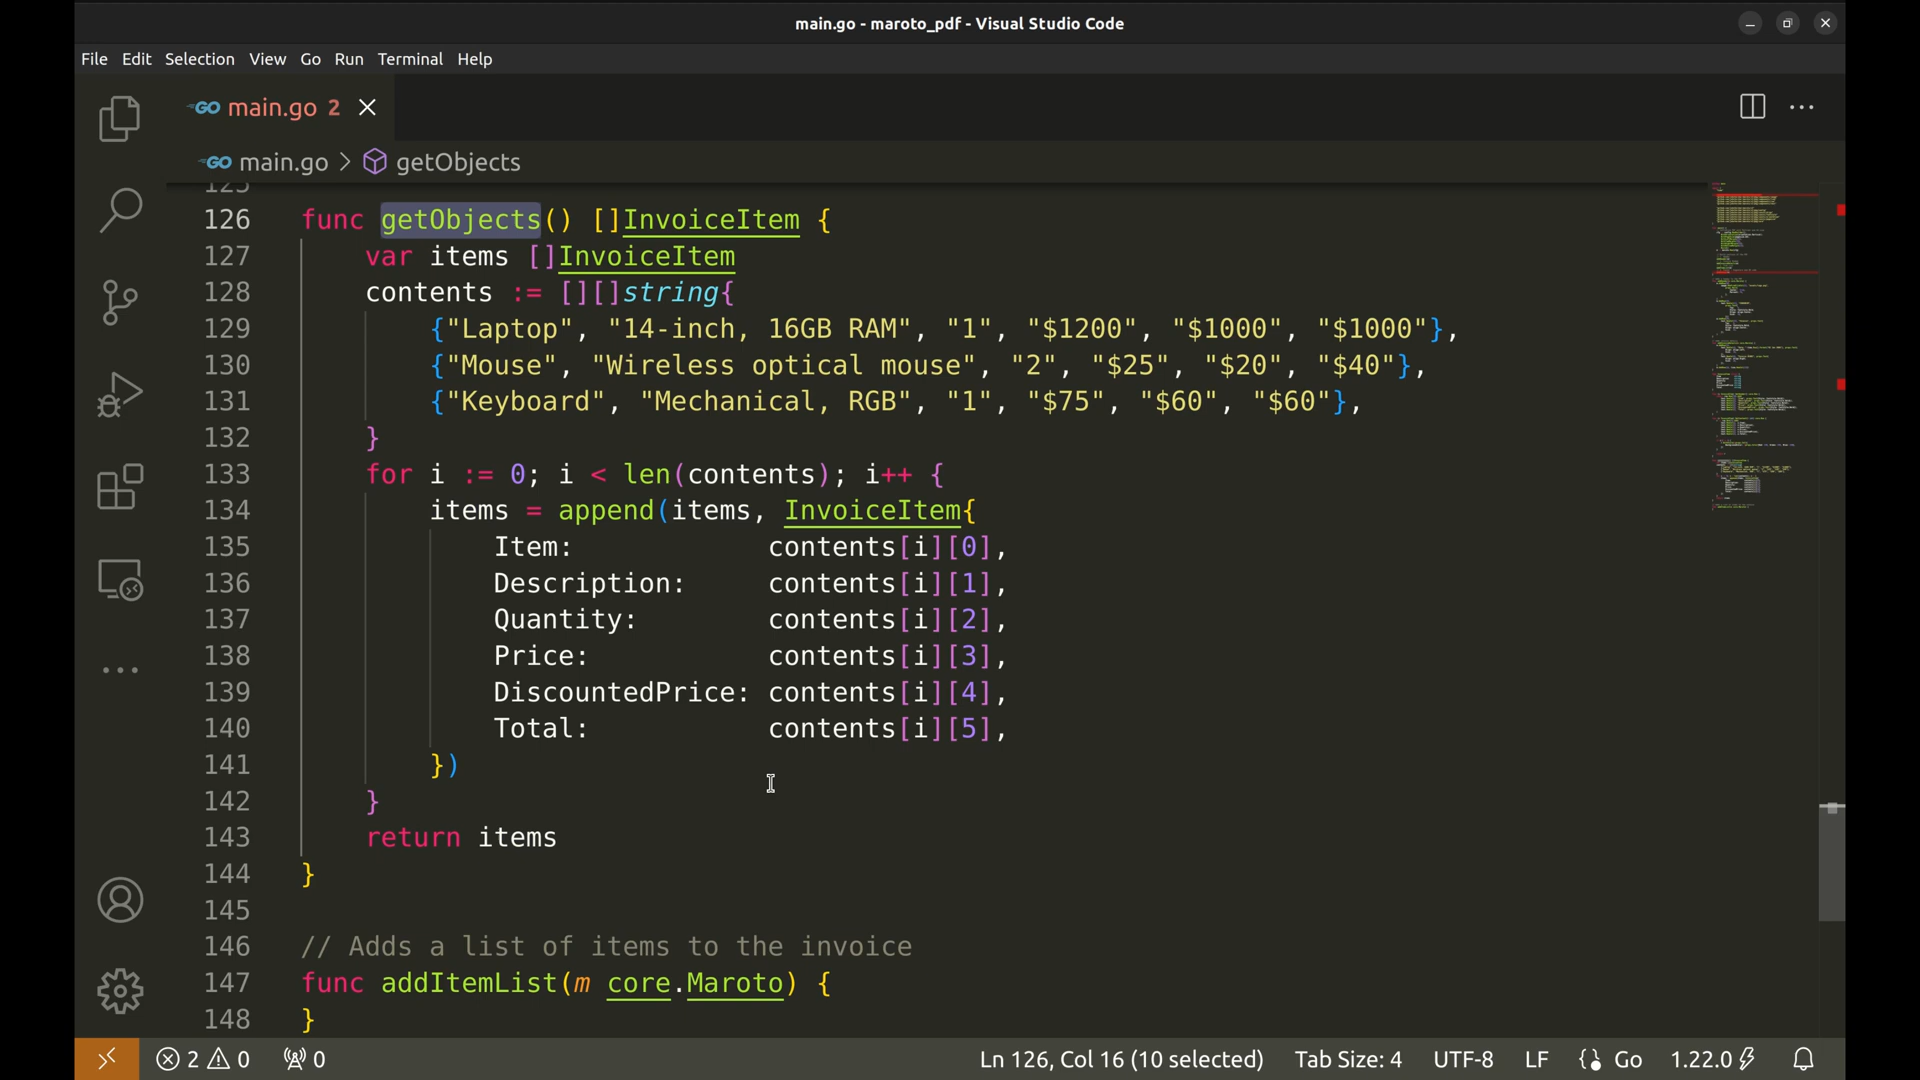 main.go - maroto_pdf - Visual Studio Code
File Edit Selection View Go Run Terminal Help
GO main.go 2
GO main.go > getObjects
125
126 func getObjects() []InvoiceItem {
127 var items []InvoiceItem
128 contents := [][]string{
129 {"Laptop", "14-inch, 16GB RAM", "1", "$1200", "$1000", "$1000"},
130 {"Mouse", "Wireless optical mouse", "2", "$25", "$20", "$40"},
131 {"Keyboard", "Mechanical, RGB", "1", "$75", "$60", "$60"},
132 }
133 for i := 0; i < len(contents); i++ {
134 items = append(items, InvoiceItem{
135 Item: contents[i][0],
136 Description: contents[i][1],
137 Quantity: contents[i][2],
138 Price: contents[i][3],
139 DiscountedPrice: contents[i][4],
140 Total: contents[i][5],
141 })
142 }
143 return items
144 }
145
146 // Adds a list of items to the invoice
147 func addItemList(m core.Maroto) {
148 }
2 0 0 Ln 126, Col 16 (10 selected) Tab Size: 4 UTF-8 LF Go 1.22.0